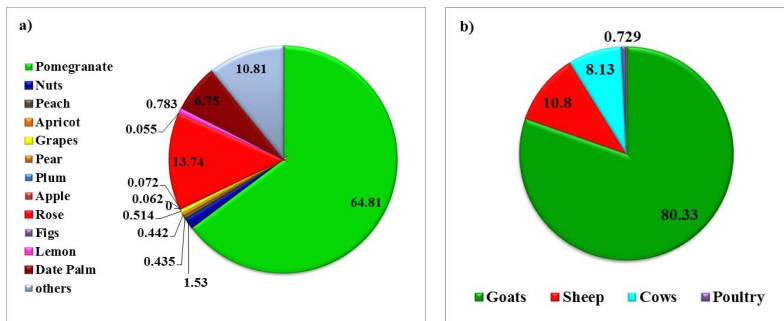 a)
Pomegranate
Nuts
Peach
Apricot
Grapes
Pear
Plum
Apple
Rose
Figs
Lemon
Date Palm
others
10.81
6.75
0.783
0.055
13.74
0.072
0.062
0
0.514
0.442
0.435
1.53
64.81
b)
0.729
8.13
10.8
80.33
Goats Sheep Cows Poultry